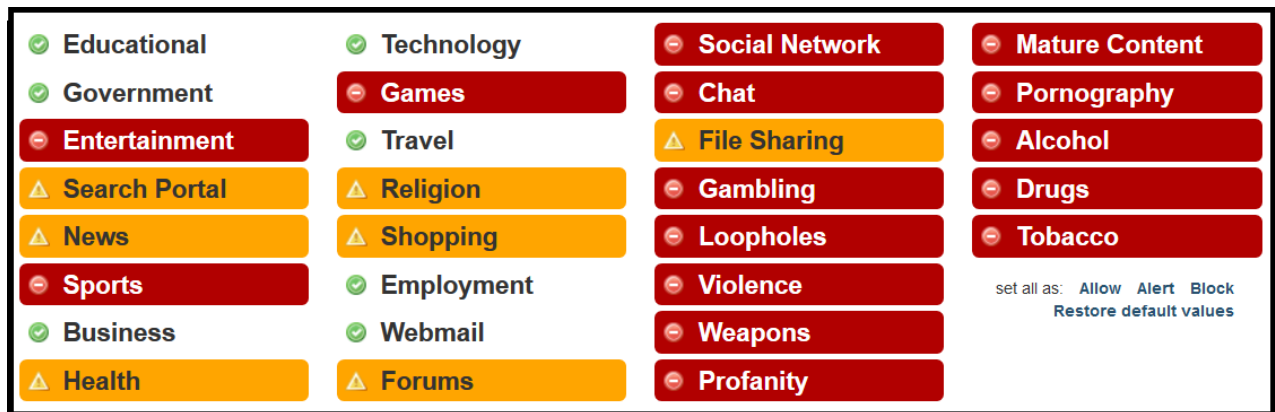 Educational
Government
Entertainment
Search Portal
News
Sports
Business
Health
Technology
Games
Travel
Religion
Shopping
Employment
Webmail
Forums
Social Network
Chat
File Sharing
Gambling
Loopholes
Violence
Weapons
Profanity
Mature Content
Pornography
Alcohol
Drugs
Tobacco
set all as: Allow Alert Block
Restore default values